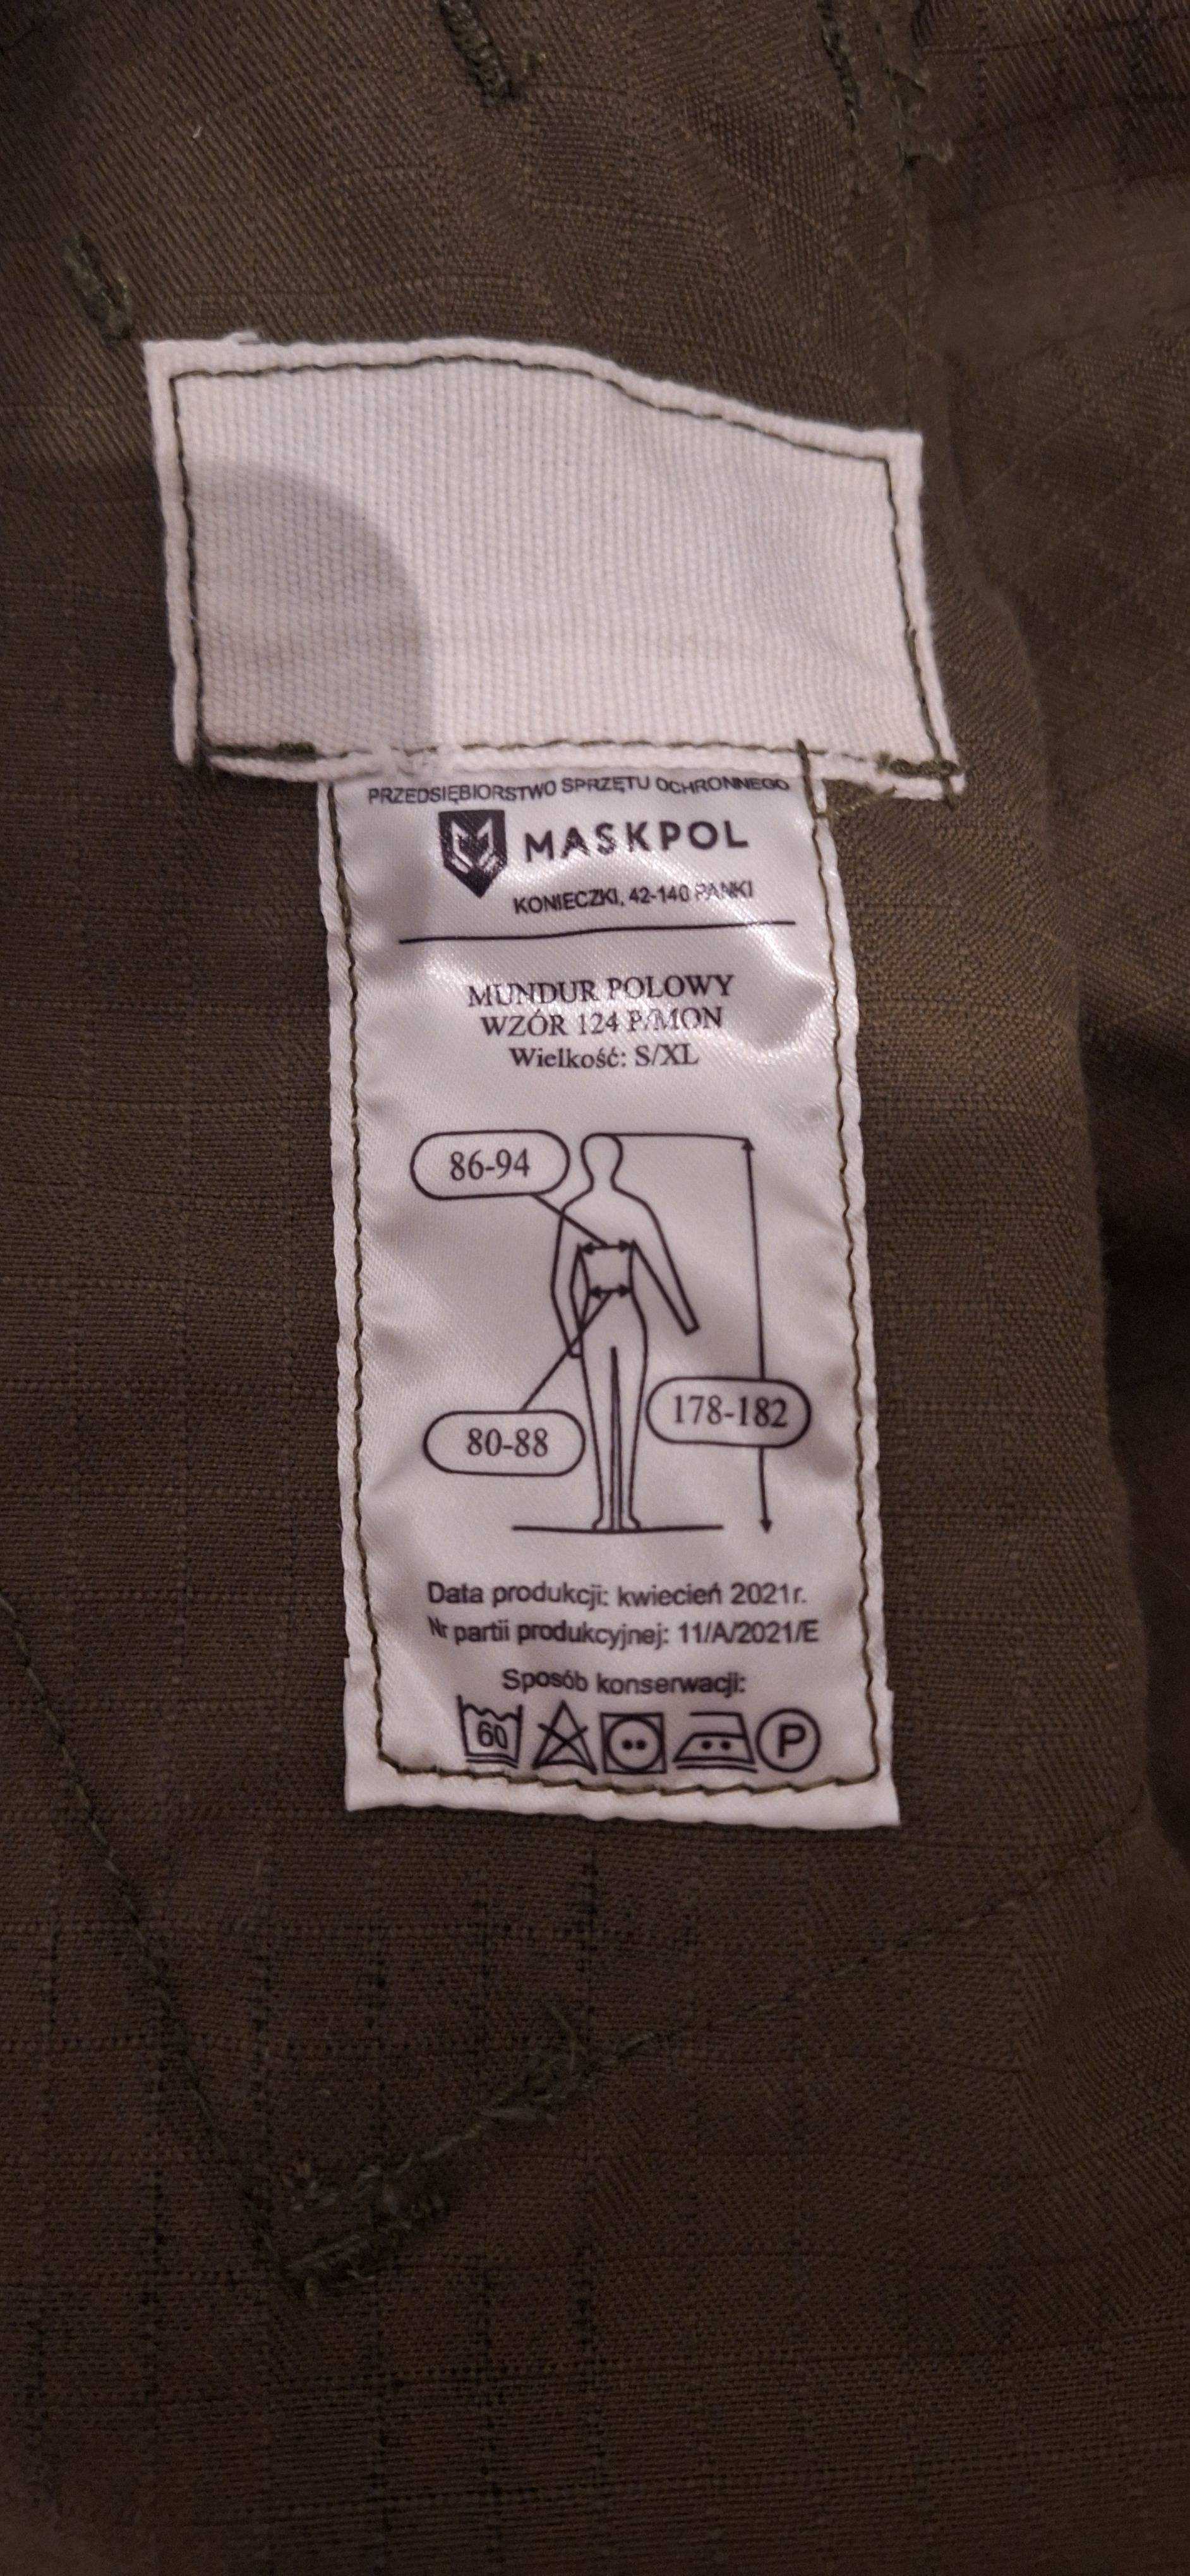 PRZEDSIĘBIORSTWO SPRZĘTU OCHRONNEGO
MASKPOL
KONIECZKI, 42-140 PANKI
MUNDUR POLOWY
WZÓR 124 P/MON
Wielkość: S/XL
86-94
178-182
80-88
Data produkcji: kwiecień 2021r.
Nr partii produkcyjnej: 11/A/2021/E
Sposób konserwacji:
60 P